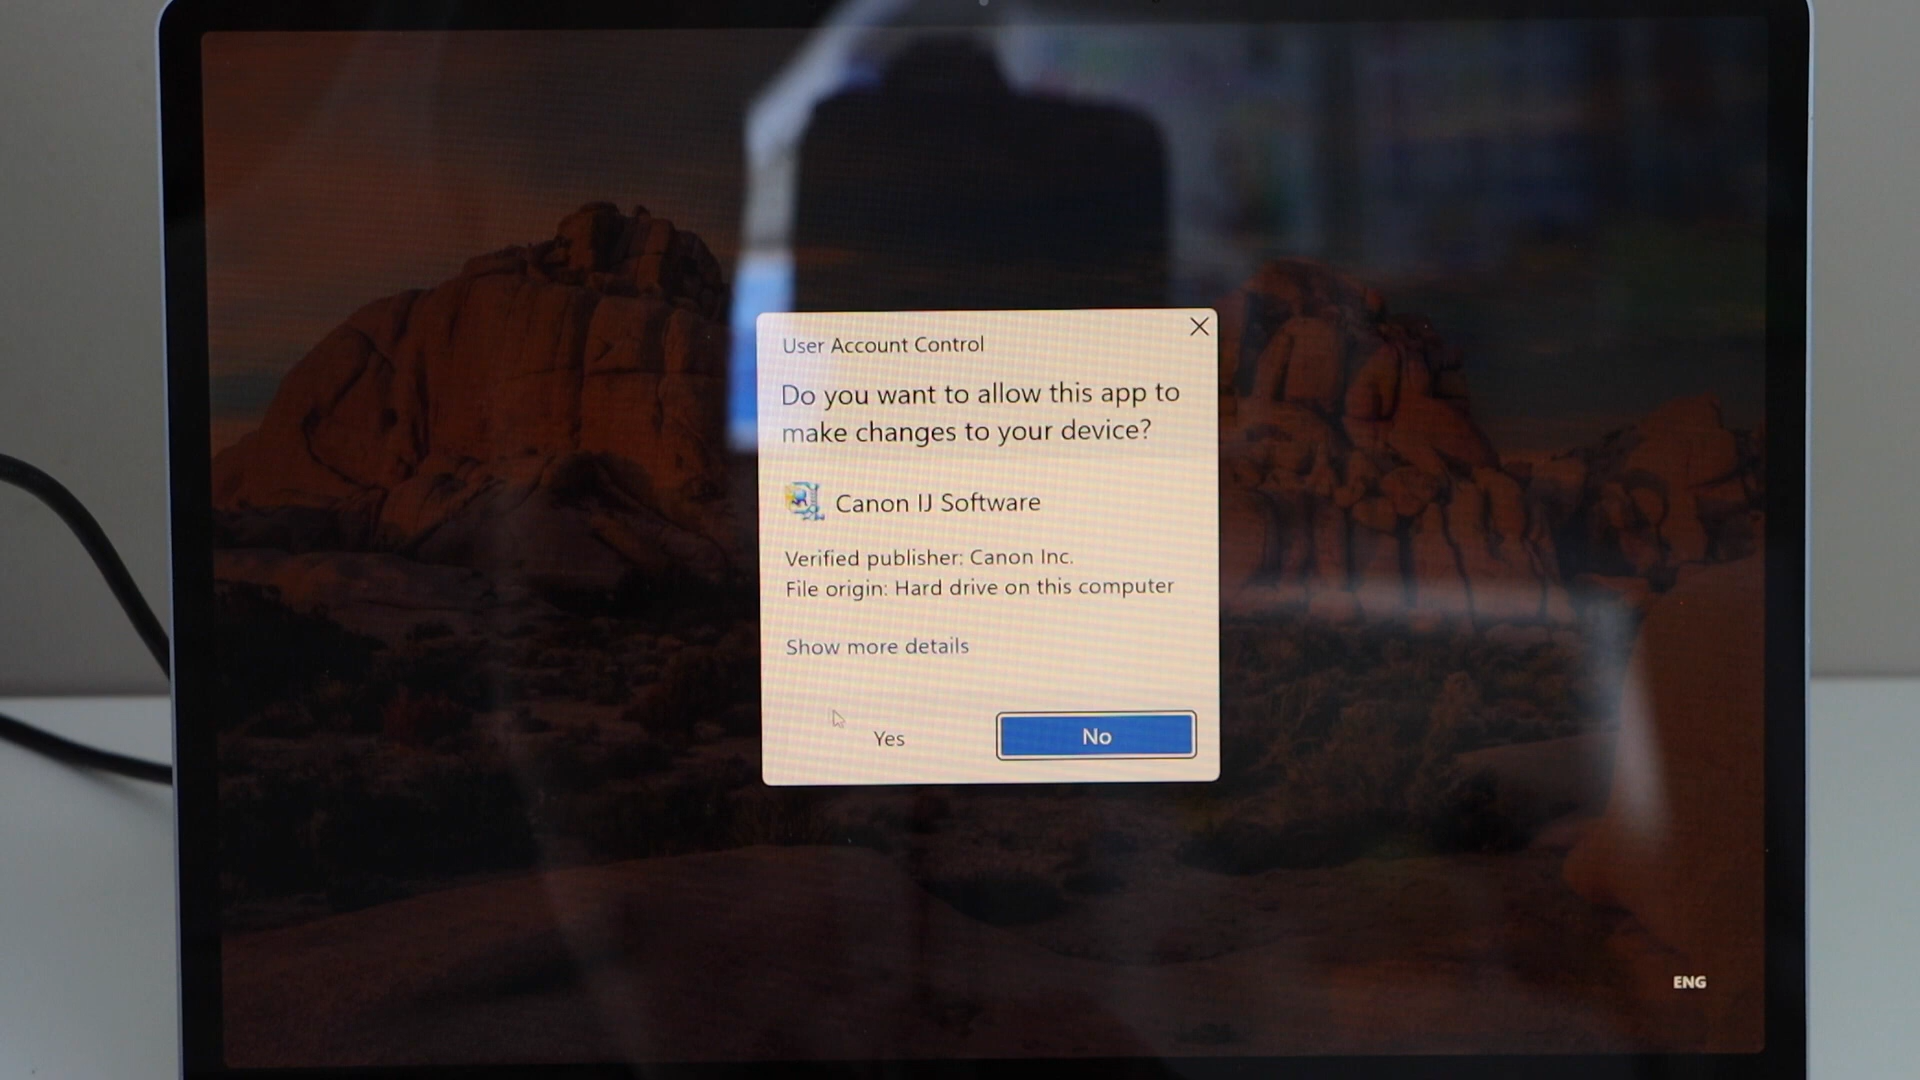 User Account Control
Do you want to allow this app to
make changes to your device?
Canon IJ Software
Verified publisher: Canon Inc.
File origin: Hard drive on this computer
Show more details
Yes
No
ENG